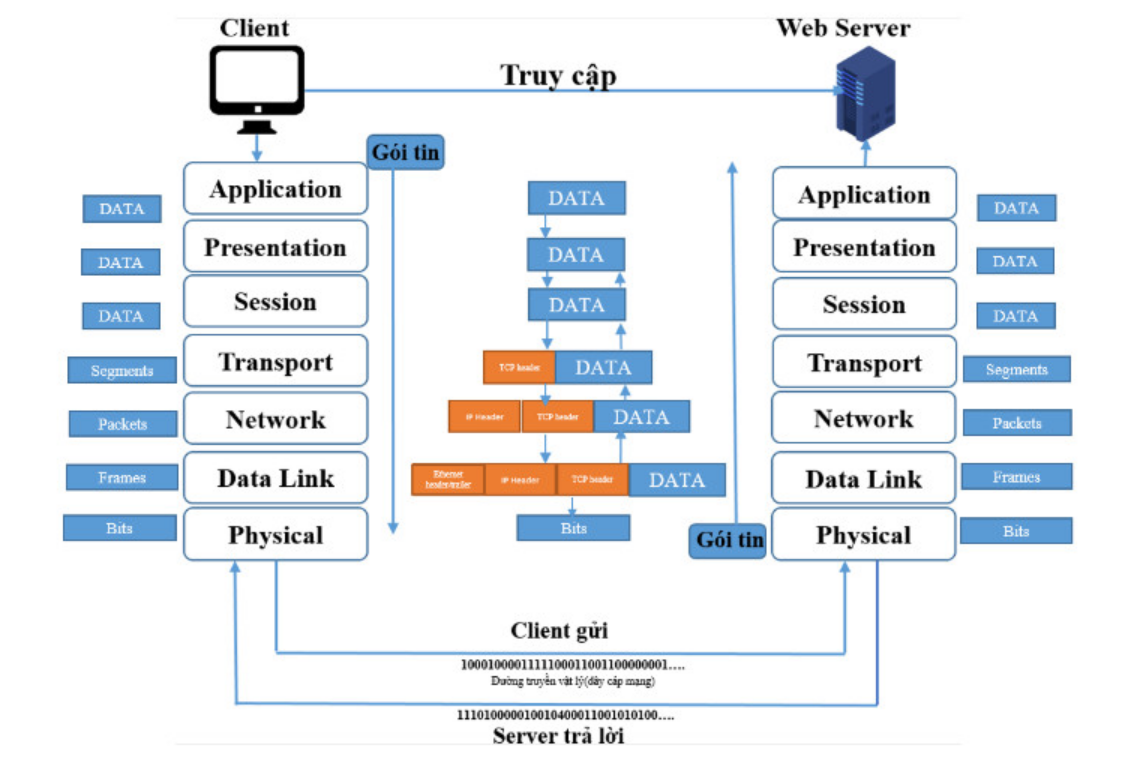 Client
Web Server
Truy cập
Gói tin
Application
Presentation
Session
Transport
Network
Data Link
Physical
DATA
DATA
DATA
Segments
Packets
Frames
Bits
DATA
DATA
DATA
TCP header DATA
IP Header TCP header DATA
Ethernet
header/trailer IP Header TCP header DATA
Bits
Gói tin
Application
Presentation
Session
Transport
Network
Data Link
Physical
DATA
DATA
DATA
Segments
Packets
Frames
Bits
Client gửi
1000100001111100011001100000001....
Đường truyền vật lý(dây cáp mạng)
11101000001001040001100101010100....
Server trả lời